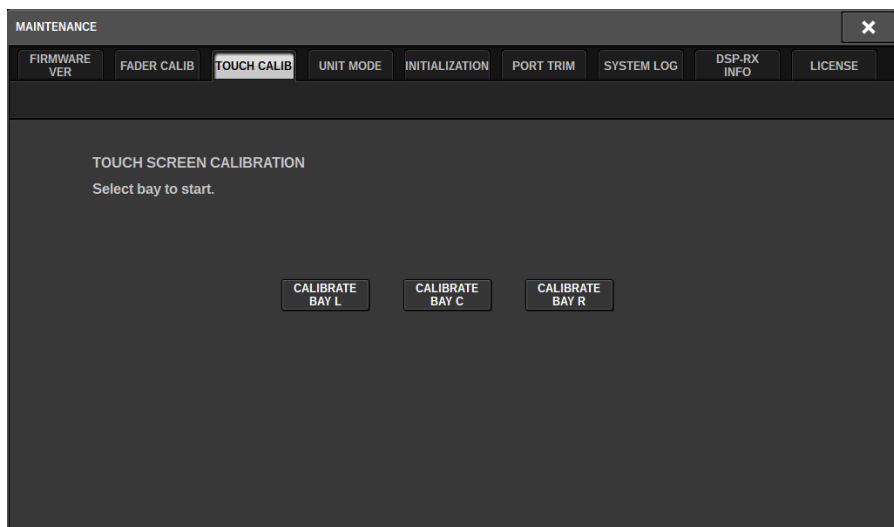 MAINTENANCE
FIRMWARE
VER
FADER CALIB
TOUCH CALIB
UNIT MODE
INITIALIZATION
PORT TRIM
SYSTEM LOG
DSP-RX
INFO
LICENSE
TOUCH SCREEN CALIBRATION
Select bay to start.
CALIBRATE
BAY L
CALIBRATE
BAY C
CALIBRATE
BAY R